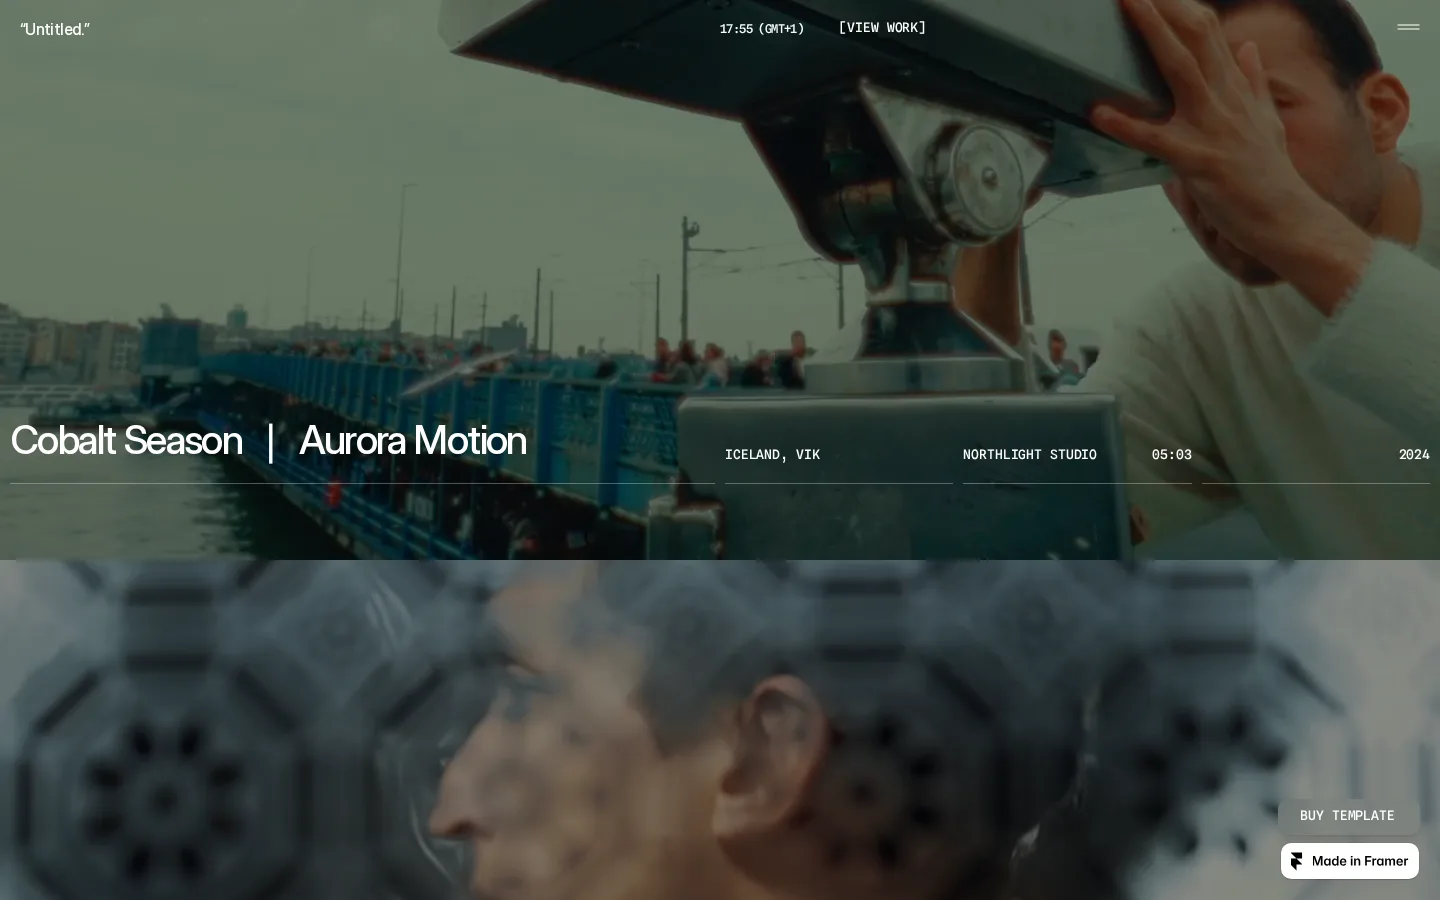 “Untitled.”
17:55 (GMT+1)
[VIEW WORK]
Cobalt Season | Aurora Motion
ICELAND, VIK
NORTHLIGHT STUDIO
05:03
2024
BUY TEMPLATE
Made in Framer